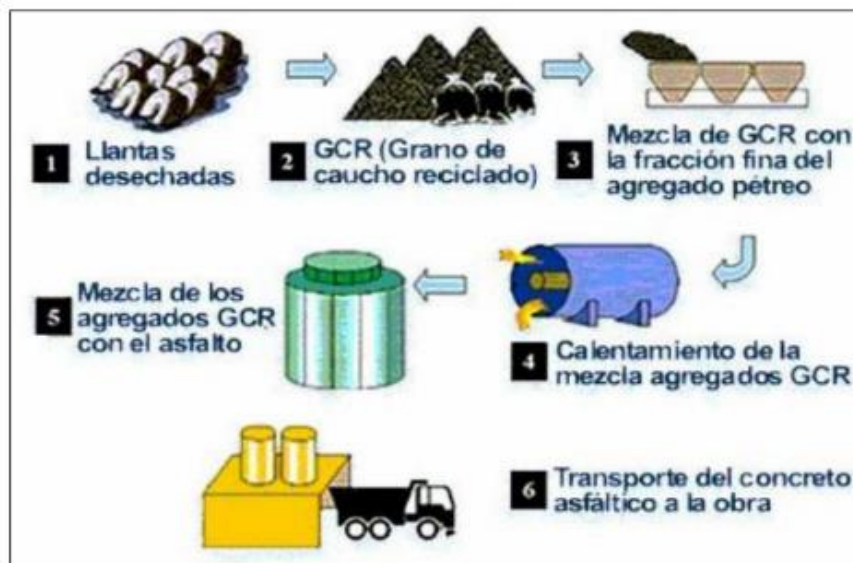 1 Llantas
desechadas
2 GCR (Grano de
caucho reciclado)
3 Mezcla de GCR con
la fracción fina del
agregado pétreo
4 Calentamiento de la
mezcla agregados GCR
5 Mezcla de los
agregados GCR
con el asfalto
6 Transporte del concreto
asfáltico a la obra